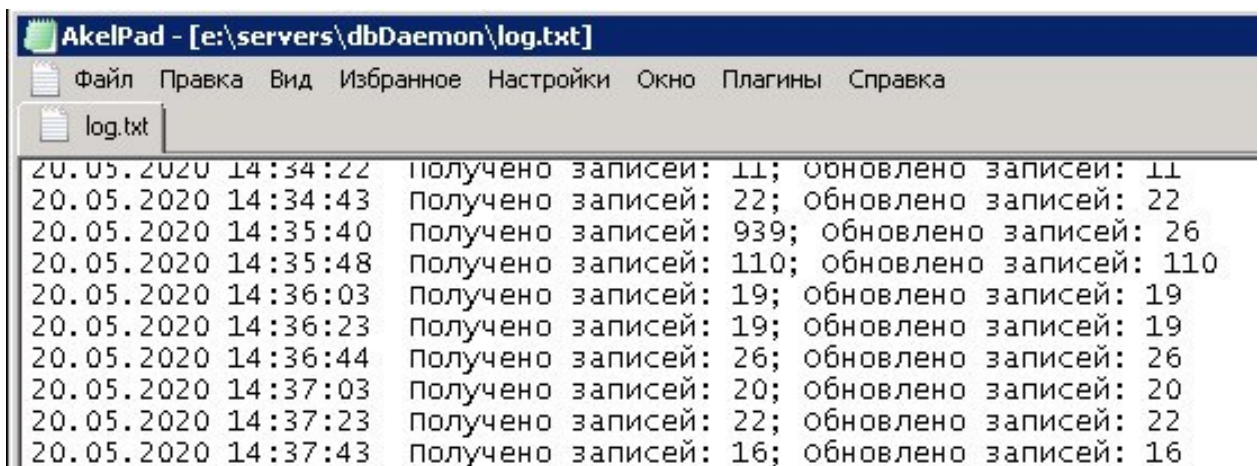 AkelPad - [e:\servers\dbDaemon\log.txt]
Файл Правка Вид Избранное Настройки Окно Плагины Справка
log.txt
20.05.2020 14:34:22 Получено записей: 11; Обновлено записей: 11
20.05.2020 14:34:43 Получено записей: 22; Обновлено записей: 22
20.05.2020 14:35:40 Получено записей: 939; Обновлено записей: 26
20.05.2020 14:35:48 Получено записей: 110; Обновлено записей: 110
20.05.2020 14:36:03 Получено записей: 19; Обновлено записей: 19
20.05.2020 14:36:23 Получено записей: 19; Обновлено записей: 19
20.05.2020 14:36:44 Получено записей: 26; Обновлено записей: 26
20.05.2020 14:37:03 Получено записей: 20; Обновлено записей: 20
20.05.2020 14:37:23 Получено записей: 22; Обновлено записей: 22
20.05.2020 14:37:43 Получено записей: 16; Обновлено записей: 16